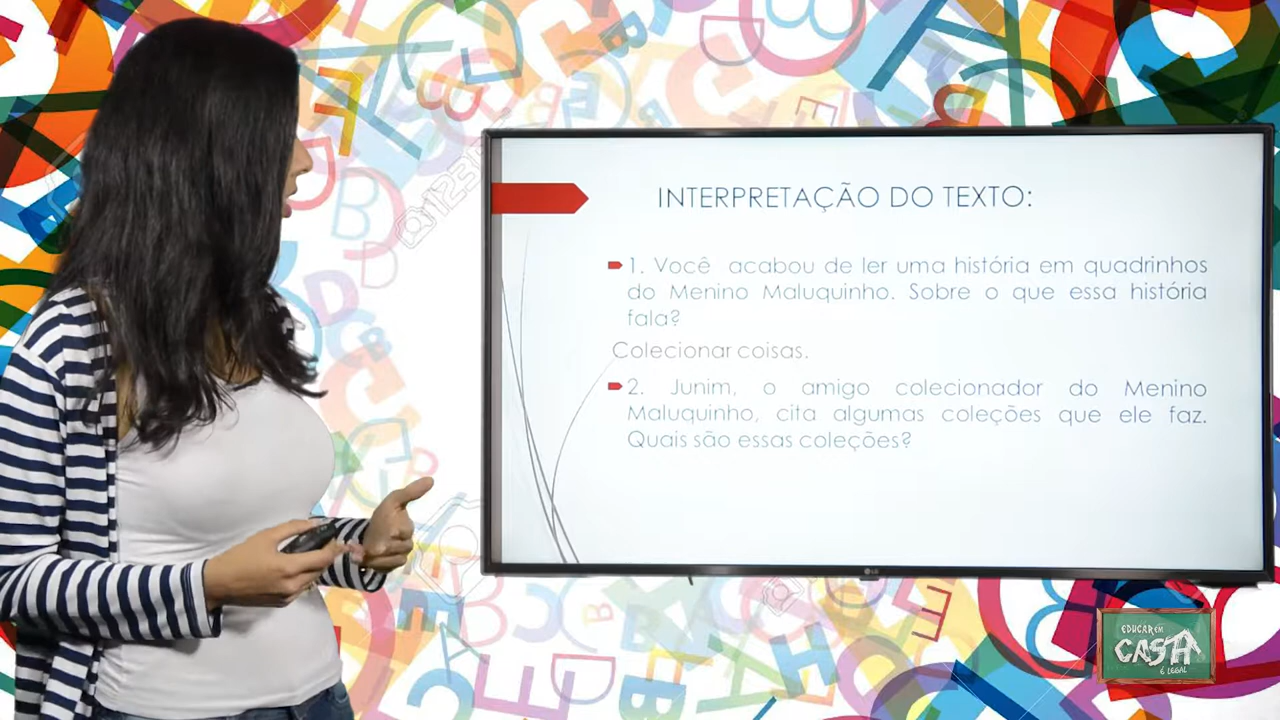 INTERPRETAÇÃO DO TEXTO:
1. Você acabou de ler uma história em quadrinhos
do Menino Maluquinho. Sobre o que essa história
fala?
Colecionar coisas.
2. Junim, o amigo colecionador do Menino
Maluquinho, cita algumas coleções que ele faz.
Quais são essas coleções?
LG
EDUCAR EM
CASA
É LEGAL